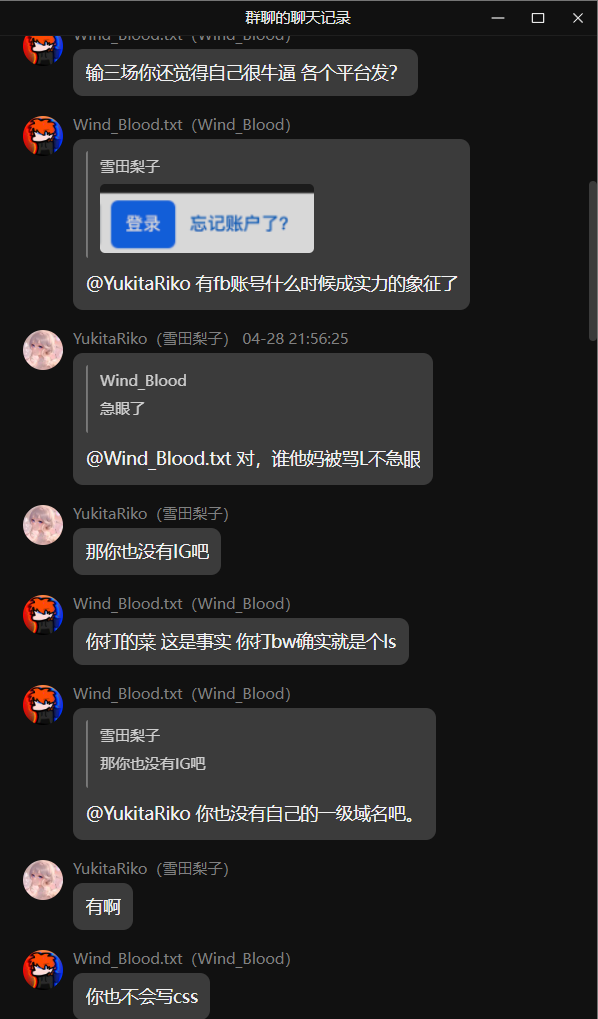 群聊的聊天记录
Wind_Blood.txt（Wind_Blood）
输三场你还觉得自己很牛逼 各个平台发？
Wind_Blood.txt（Wind_Blood）
雪田梨子
登录 忘记账户了？
@YukitaRiko 有fb账号什么时候成实力的象征了
YukitaRiko（雪田梨子） 04-28 21:56:25
Wind_Blood
急眼了
@Wind_Blood.txt 对，谁他妈被骂L不急眼
YukitaRiko（雪田梨子）
那你也没有IG吧
Wind_Blood.txt（Wind_Blood）
你打的菜 这是事实 你打bw确实就是个ls
Wind_Blood.txt（Wind_Blood）
雪田梨子
那你也没有IG吧
@YukitaRiko 你也没有自己的一级域名吧。
YukitaRiko（雪田梨子）
有啊
Wind_Blood.txt（Wind_Blood）
你也不会写css